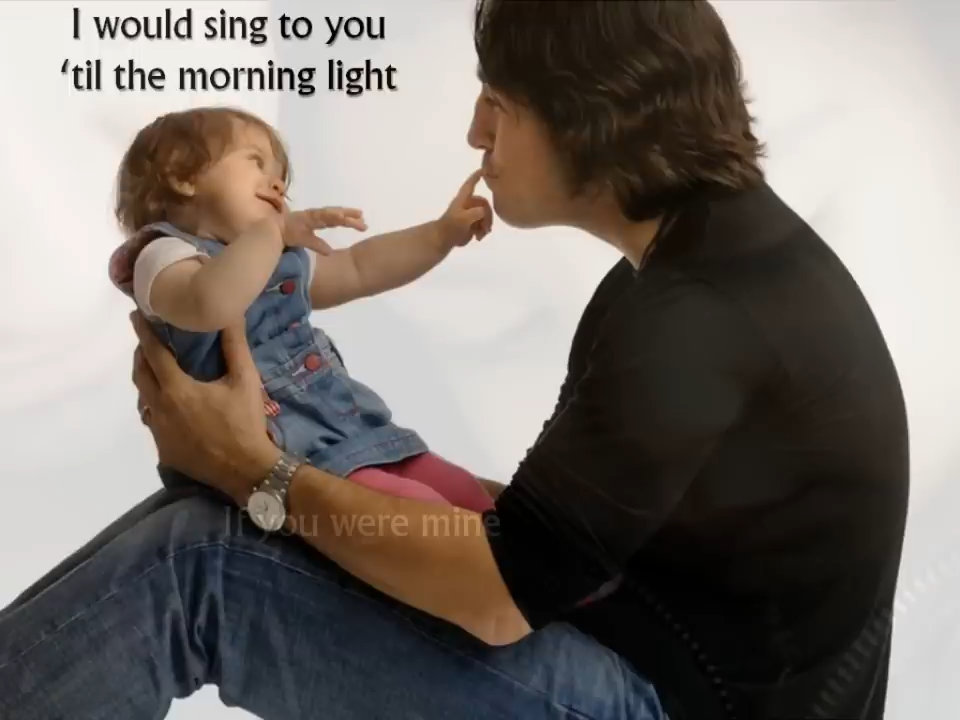 I would sing to you
‘til the morning light
If you were mine